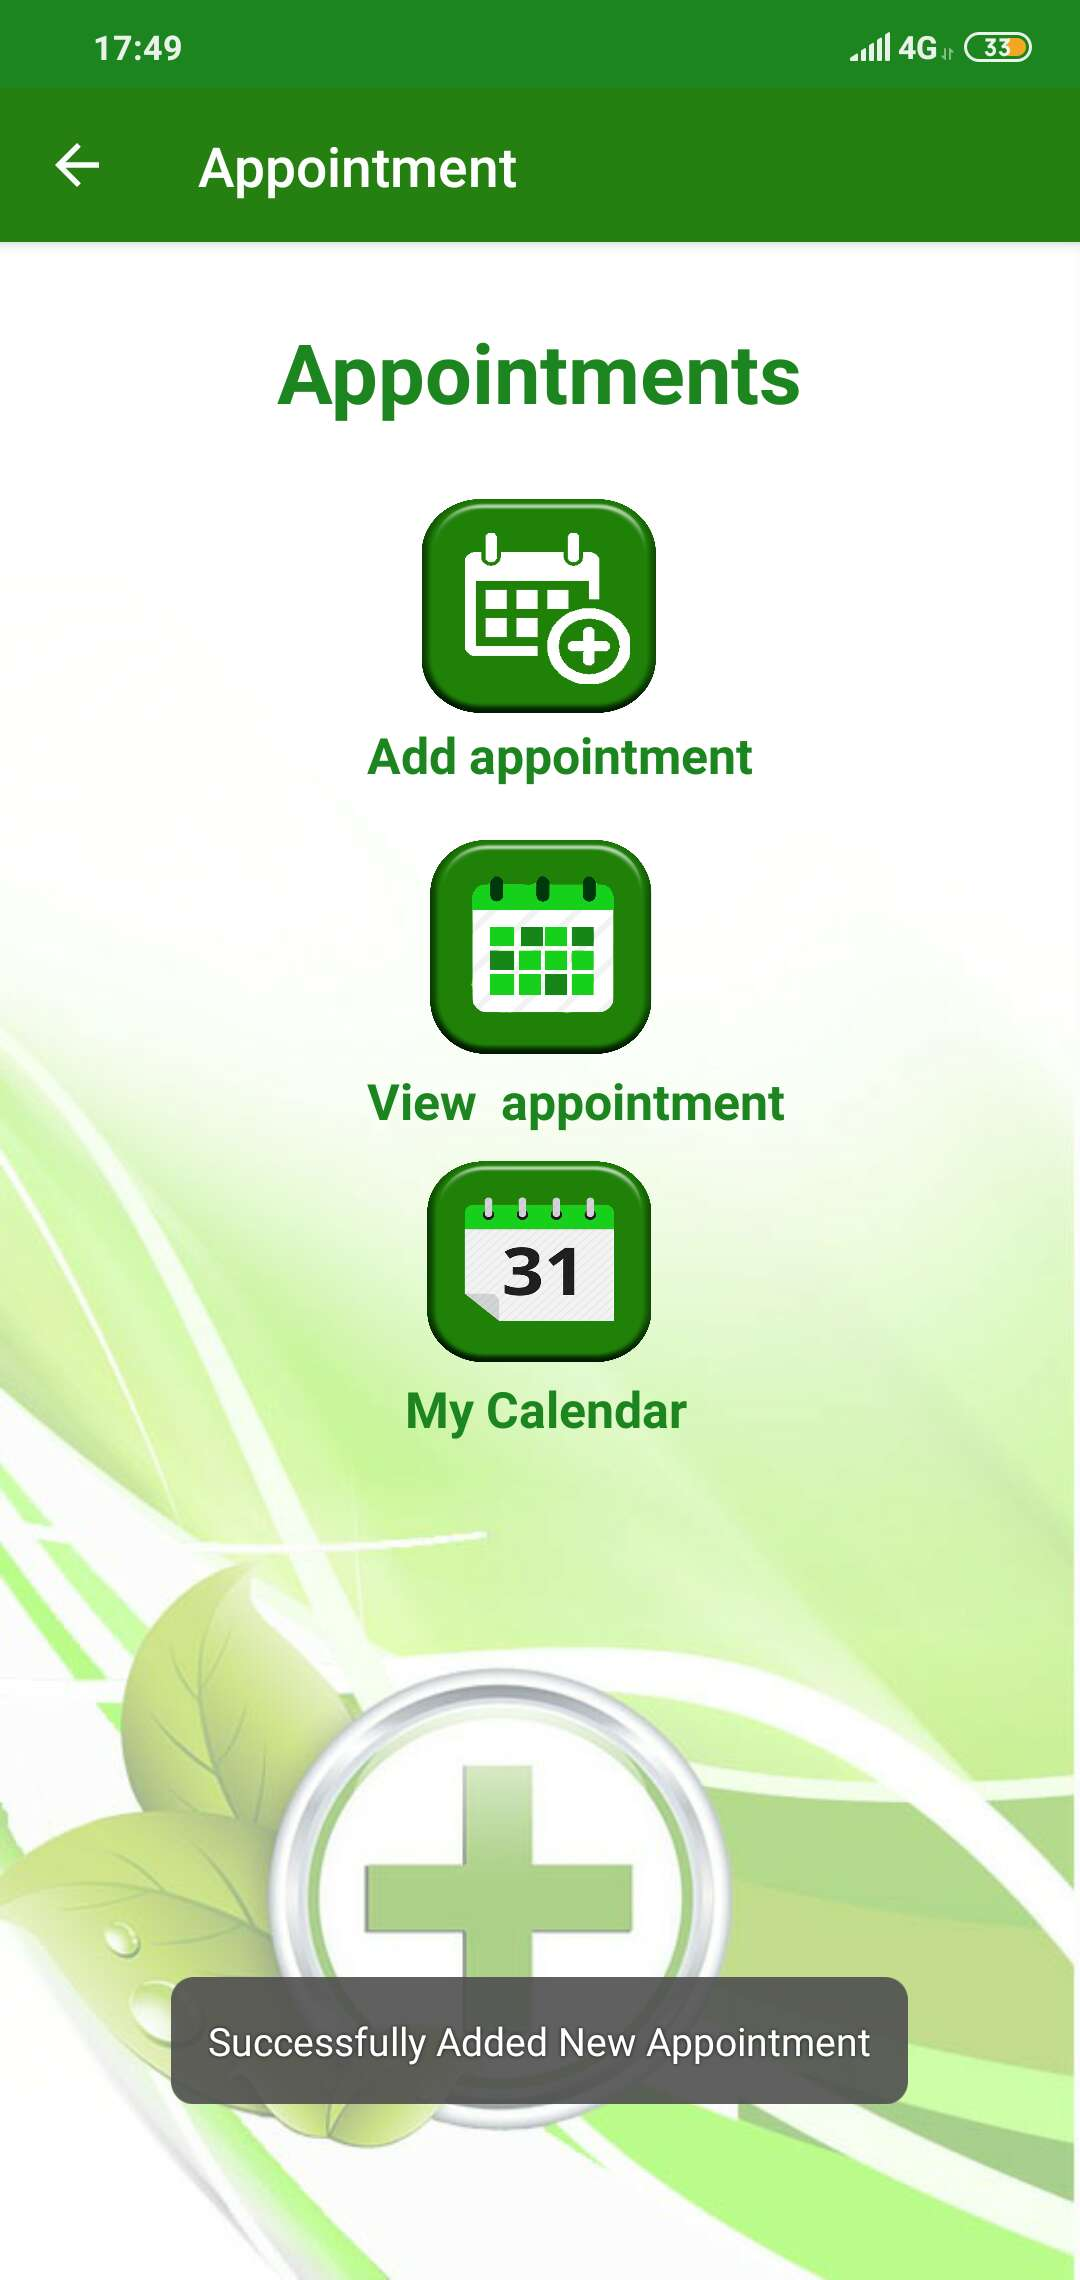 17:49
4G 33
Appointment
Appointments
Add appointment
View appointment
31
My Calendar
Successfully Added New Appointment